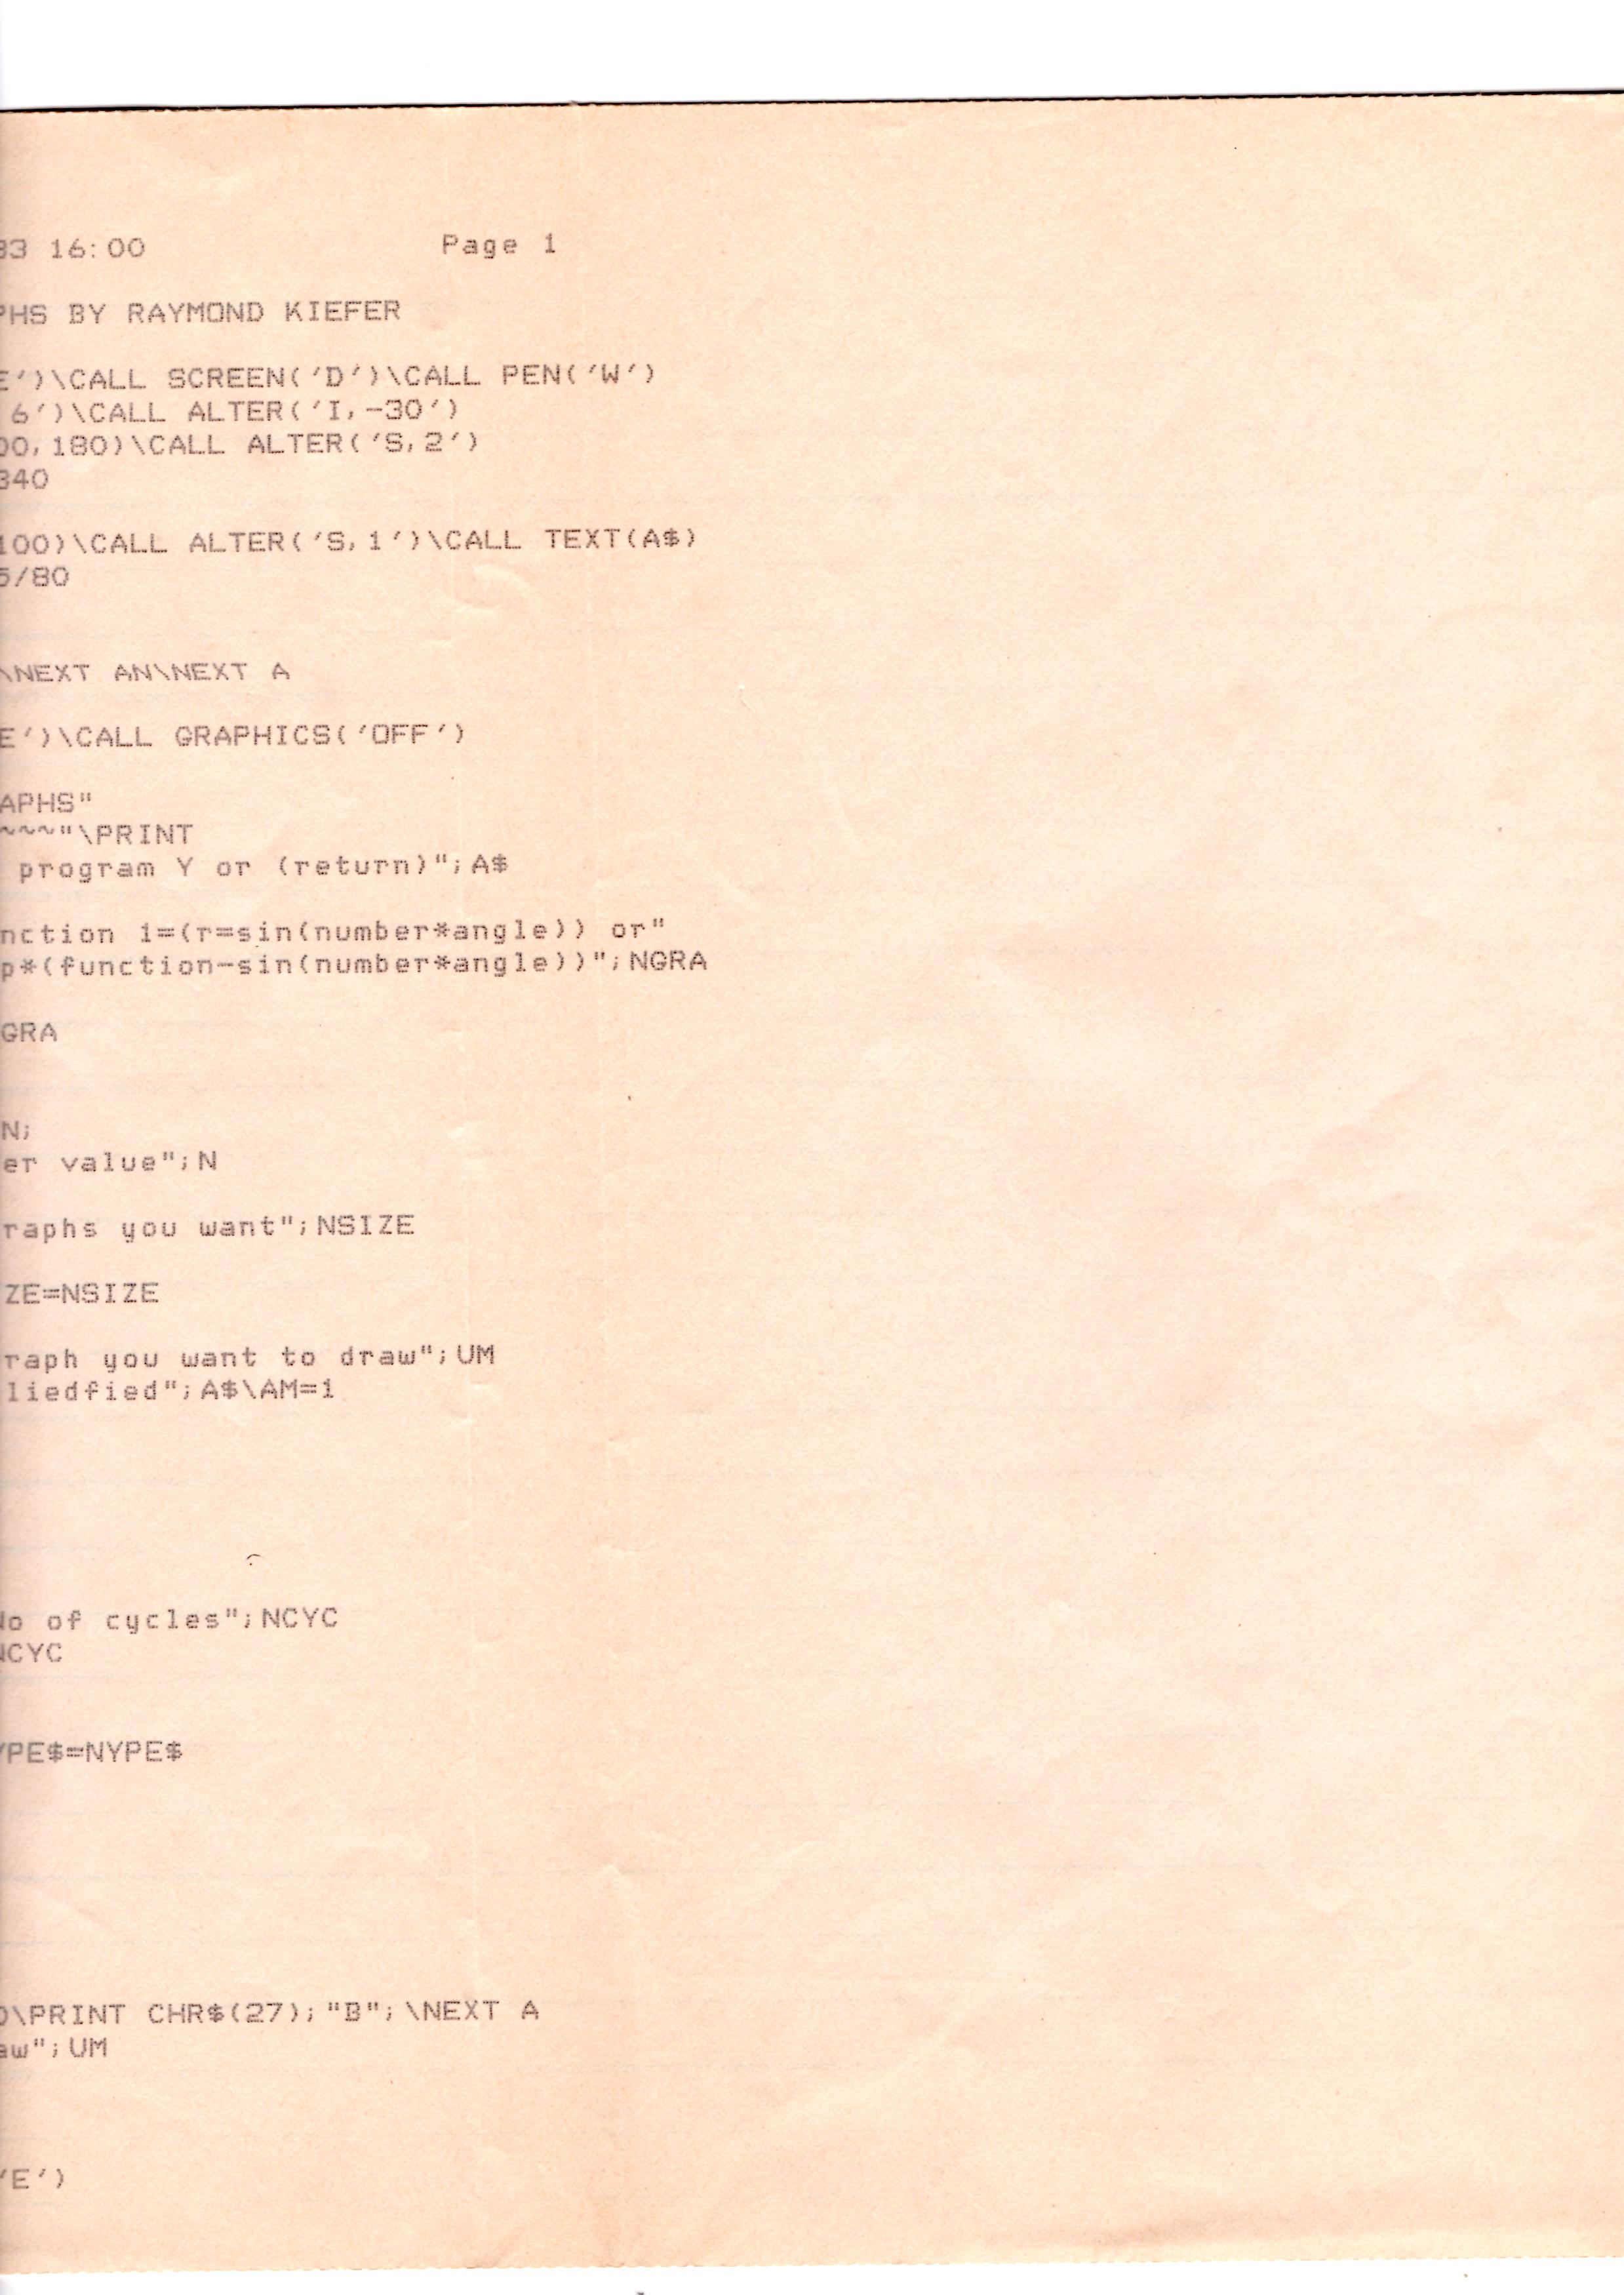 83 16:00 Page 1
PHS BY RAYMOND KIEFER
E')\CALL SCREEN('D')\CALL PEN('W')
6')\CALL ALTER('I,-30')
00,180)\CALL ALTER('S,2')
340
100)\CALL ALTER('S,1')\CALL TEXT(A$)
5/80
\NEXT AN\NEXT A
E')\CALL GRAPHICS('OFF')
APHS"
~~~"\PRINT
program Y or (return)";A$
nction 1=(r=sin(number*angle)) or"
p*(function-sin(number*angle))";NGRA
GRA
N;
er value";N
raphs you want";NSIZE
ZE=NSIZE
raph you want to draw";UM
liedfied";A$\AM=1
No of cycles";NCYC
NCYC
YPE$=NYPE$
0\PRINT CHR$(27);"B";\NEXT A
aw";UM
'E')